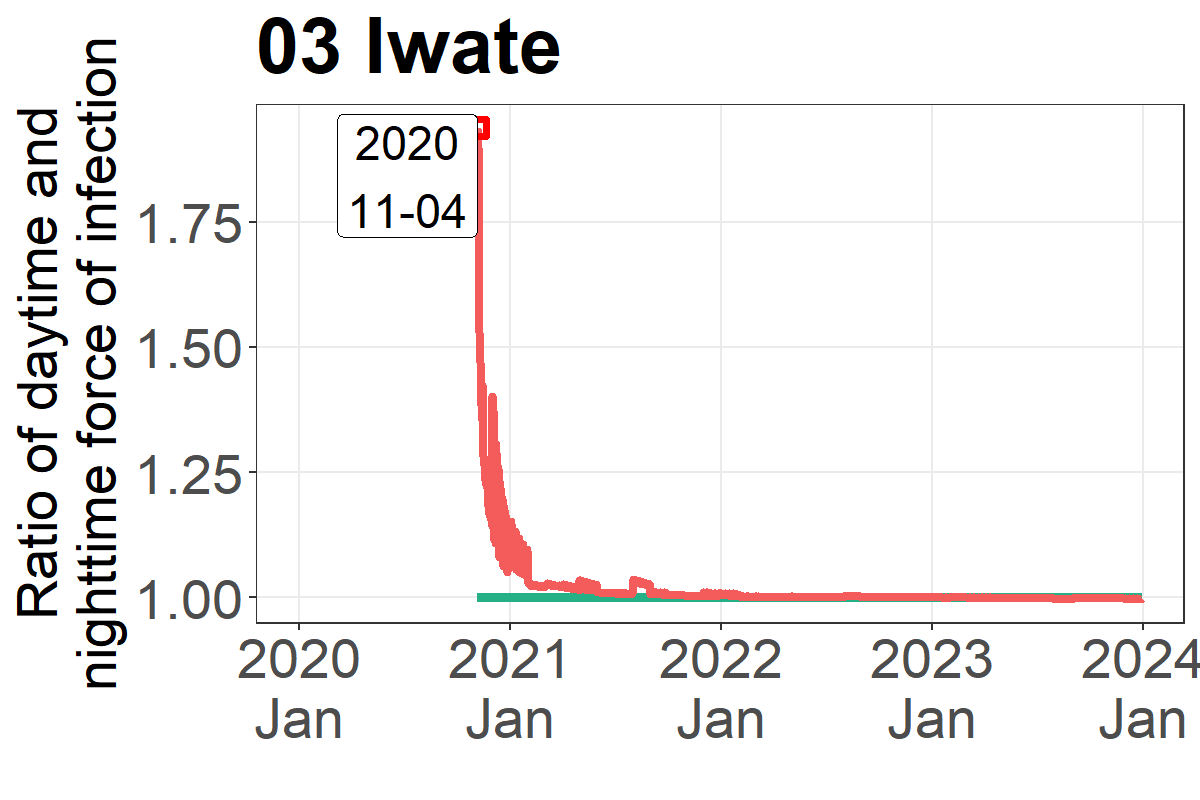 03 Iwate
Ratio of daytime and
nighttime force of infection
2020
11-04
1.75
1.50
1.25
1.00
2020 2021 2022 2023 2024
Jan Jan Jan Jan Jan